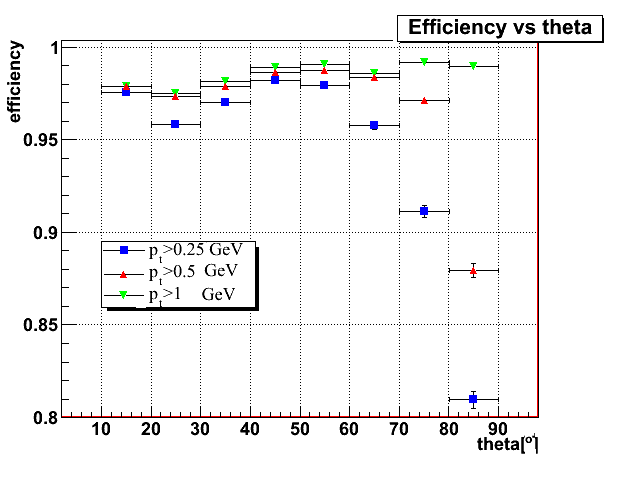 Efficiency vs theta
efficiency
1
0.95
0.9
0.85
0.8
p_t>0.25 GeV
p_t>0.5 GeV
p_t>1 GeV
10 20 30 40 50 60 70 80 90
theta[°]